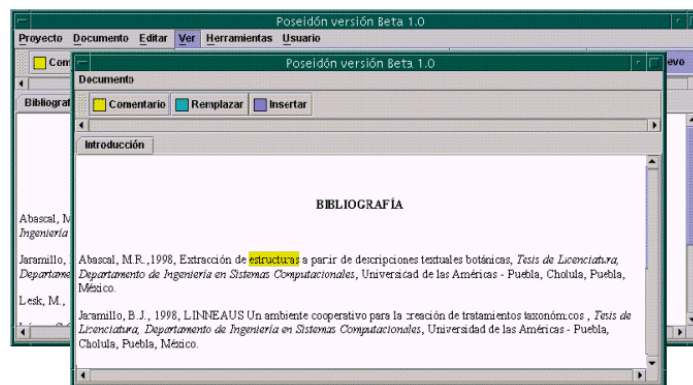 Poseidón versión Beta 1.0
Proyecto Documento Editar Ver Herramientas Usuario
Com
evo
Bibliograf
Abascal, M
Ingeniería
Jaramillo,
Departame
Lesk, M.,
Poseidón versión Beta 1.0
Documento
Comentario Remplazar Insertar
Introducción
BIBLIOGRAFÍA
Abascal, M.R.,1998, Extracción de estructuras a partir de descripciones textuales botánicas, Tesis de Licenciatura,
Departamento de Ingeniería en Sistemas Computacionales, Universidad de las Américas - Puebla, Cholula, Puebla,
México.
Jaramillo, B.J., 1998, LINNEAUS Un ambiente cooperativo para la creación de tratamientos taxonómicos , Tesis de
Licenciatura, Departamento de Ingeniería en Sistemas Computacionales, Universidad de las Américas - Puebla,
Cholula, Puebla, México.